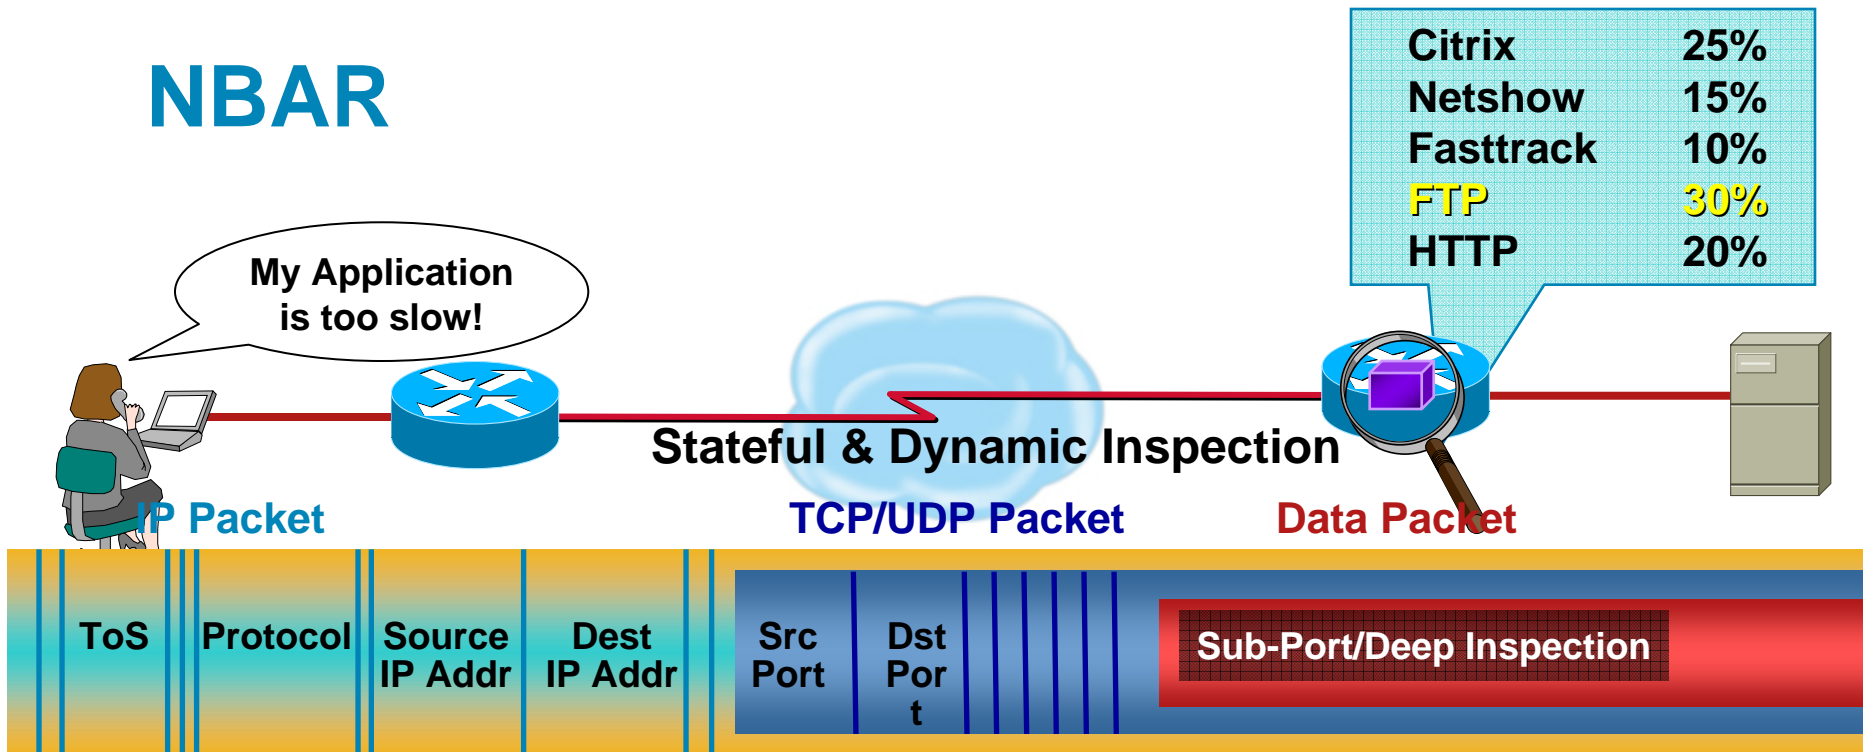 NBAR
Citrix 25%
Netshow 15%
Fasttrack 10%
FTP 30%
HTTP 20%
My Application
is too slow!
Stateful & Dynamic Inspection
IP Packet
TCP/UDP Packet
Data Packet
ToS
Protocol
Source
IP Addr
Dest
IP Addr
Src
Port
Dst
Por
t
Sub-Port/Deep Inspection